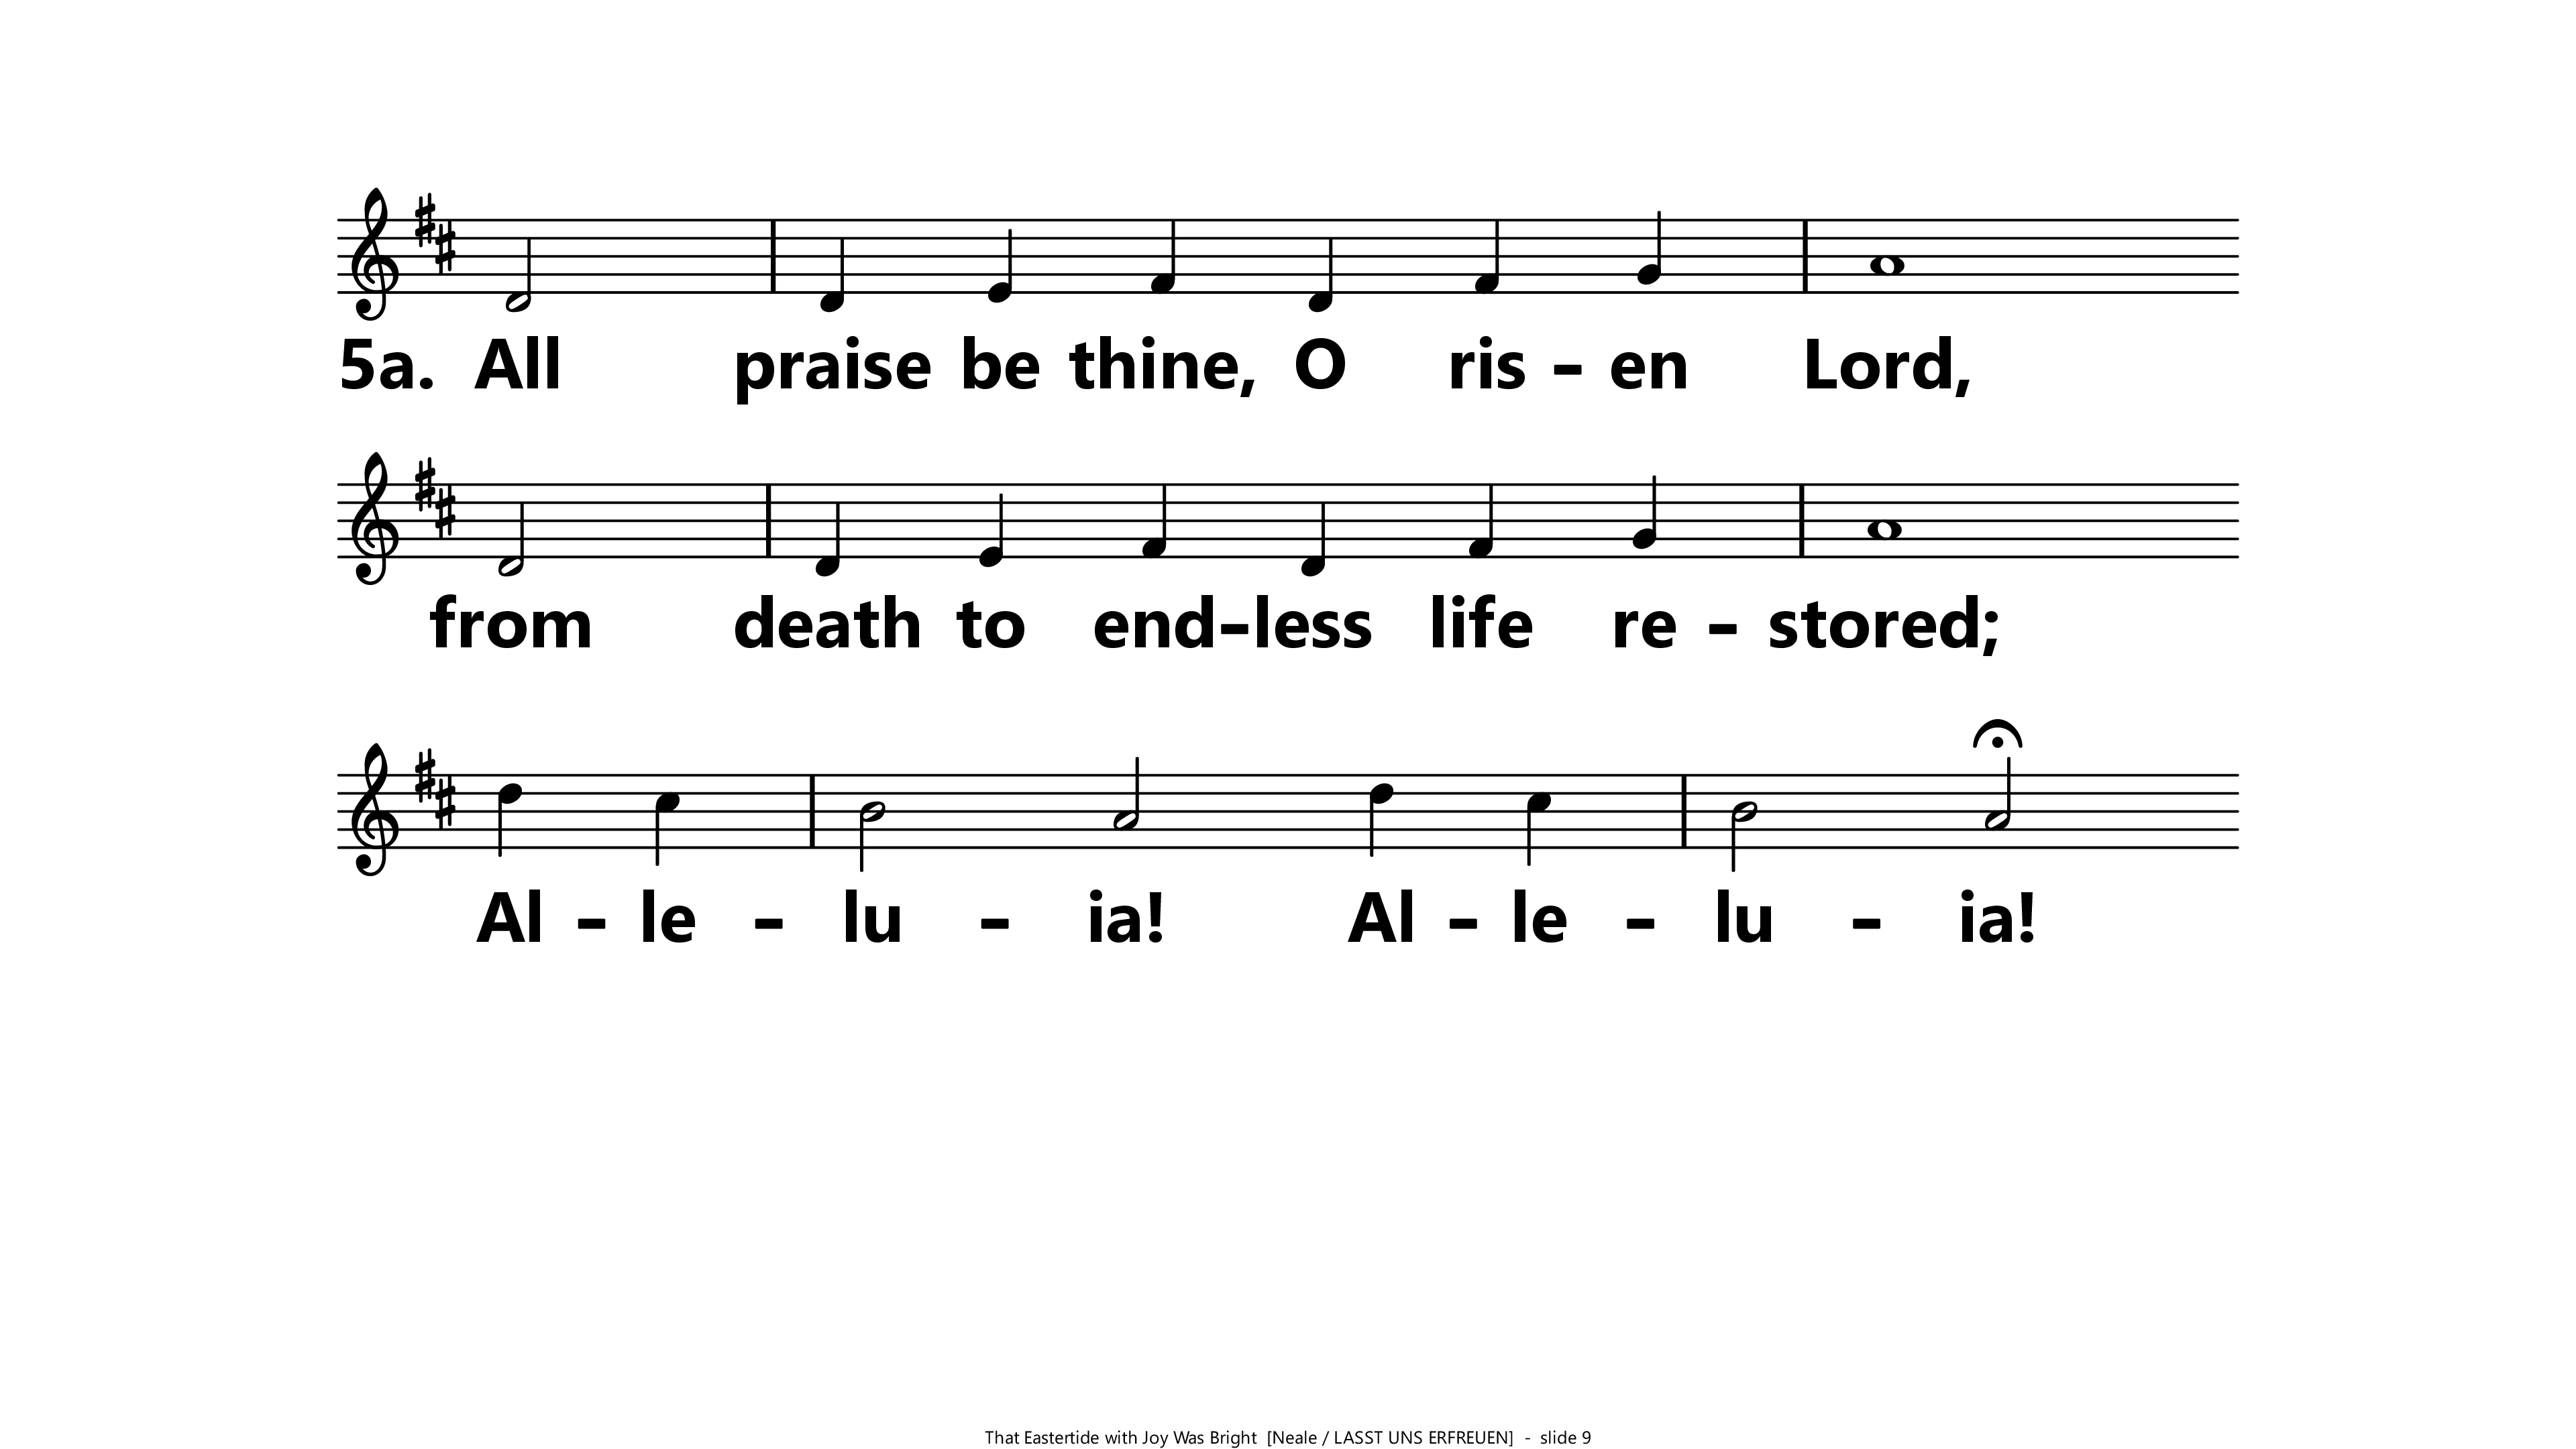 5a. All praise be thine, O ris - en Lord,
from death to end-less life re - stored;
Al - le - lu - ia! Al - le - lu - ia!
That Eastertide with Joy Was Bright [Neale / LASST UNS ERFREUEN] - slide 9